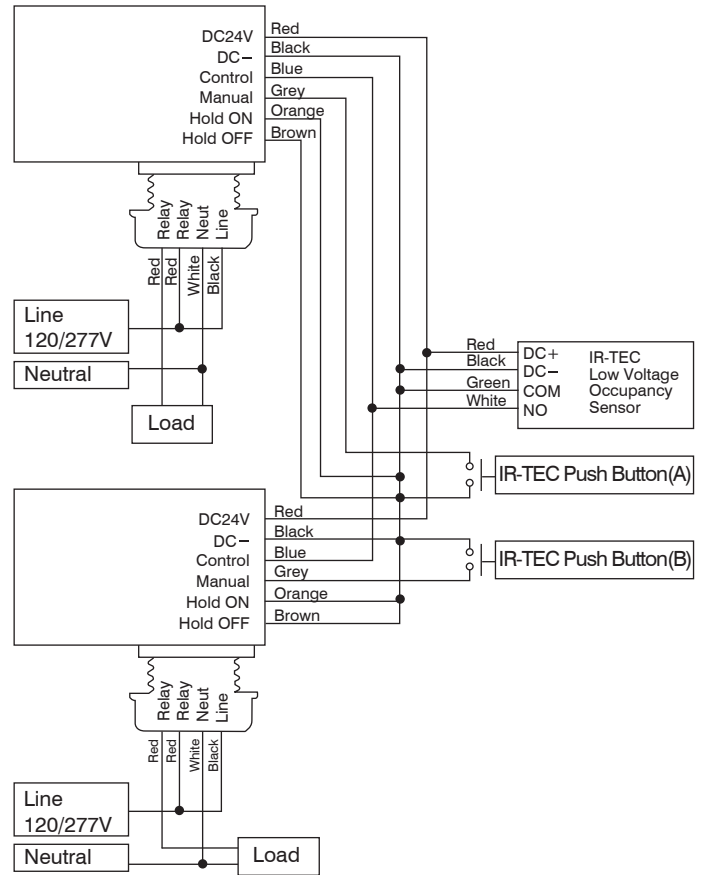 DC24V Red
DC− Black
Control Blue
Manual Grey
Hold ON Orange
Hold OFF Brown
Relay
Relay
Neut
Line
Red
Red
White
Black
Line
120/277V
Neutral
Load
Red DC+
Black DC−
Green COM
White NO
IR-TEC
Low Voltage
Occupancy
Sensor
IR-TEC Push Button(A)
DC24V Red
DC− Black
Control Blue
Manual Grey
Hold ON Orange
Hold OFF Brown
IR-TEC Push Button(B)
Relay
Relay
Neut
Line
Red
Red
White
Black
Line
120/277V
Neutral
Load